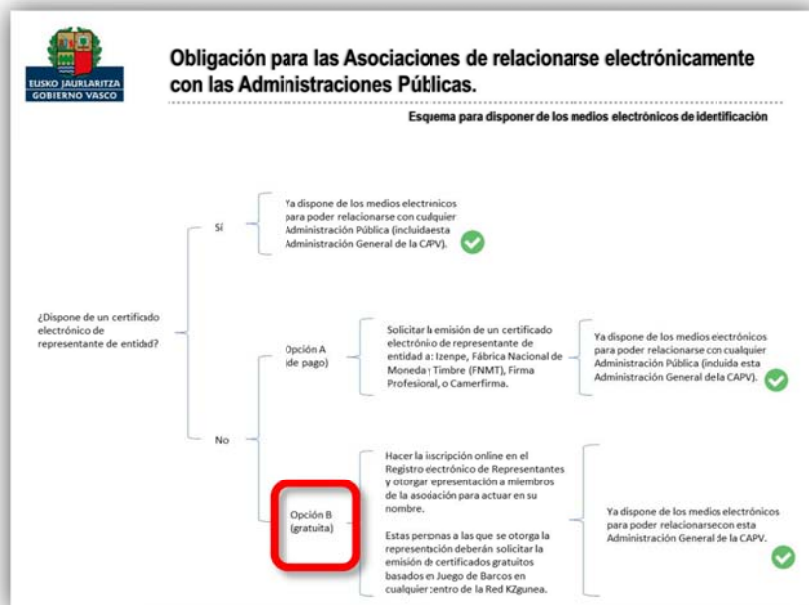 EUSKO JAURLARITZA
GOBIERNO VASCO
Obligación para las Asociaciones de relacionarse electrónicamente
con las Administraciones Públicas.
Esquema para disponer de los medios electrónicos de identificación
¿Dispone de un certificado
electrónico de
representante de entidad?
Sí
Ya dispone de los medios electrónicos
para poder relacionarse con cualquier
Administración Pública (incluida esta
Administración General de la CAPV).
No
Opción A
(de pago)
Solicitar la emisión de un certificado
electrónico de representante de
entidad a: Izenpe, Fábrica Nacional de
Moneda y Timbre (FNMT), Firma
Profesional, o Camerfirma.
Ya dispone de los medios electrónicos
para poder relacionarse con cualquier
Administración Pública (incluida esta
Administración General de la CAPV).
Opción B
(gratuita)
Hacer la inscripción online en el
Registro electrónico de Representantes
y otorgar representación a miembros
de la asociación para actuar en su
nombre.
Estas personas a las que se otorga la
representación deberán solicitar la
emisión de certificados gratuitos
basados en Juego de Barcos en
cualquier centro de la Red KZgunea.
Ya dispone de los medios electrónicos
para poder relacionarse con esta
Administración General de la CAPV.